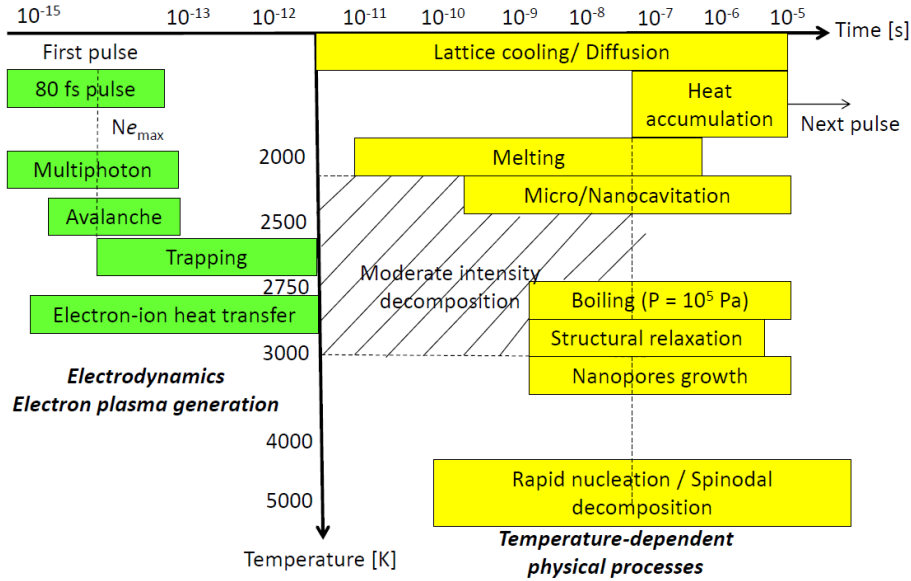 10⁻¹⁵
10⁻¹³
10⁻¹²
10⁻¹¹
10⁻¹⁰
10⁻⁹
10⁻⁸
10⁻⁷
10⁻⁶
10⁻⁵
Time [s]
First pulse
Lattice cooling/ Diffusion
80 fs pulse
Heat
accumulation
Next pulse
Ne_max
2000
Melting
Multiphoton
Micro/Nanocavitation
Avalanche
2500
Trapping
Moderate intensity
decomposition
2750
Boiling (P = 10⁵ Pa)
Electron-ion heat transfer
Structural relaxation
3000
Nanopores growth
Electrodynamics
Electron plasma generation
4000
Rapid nucleation / Spinodal
decomposition
5000
Temperature-dependent
physical processes
Temperature [K]